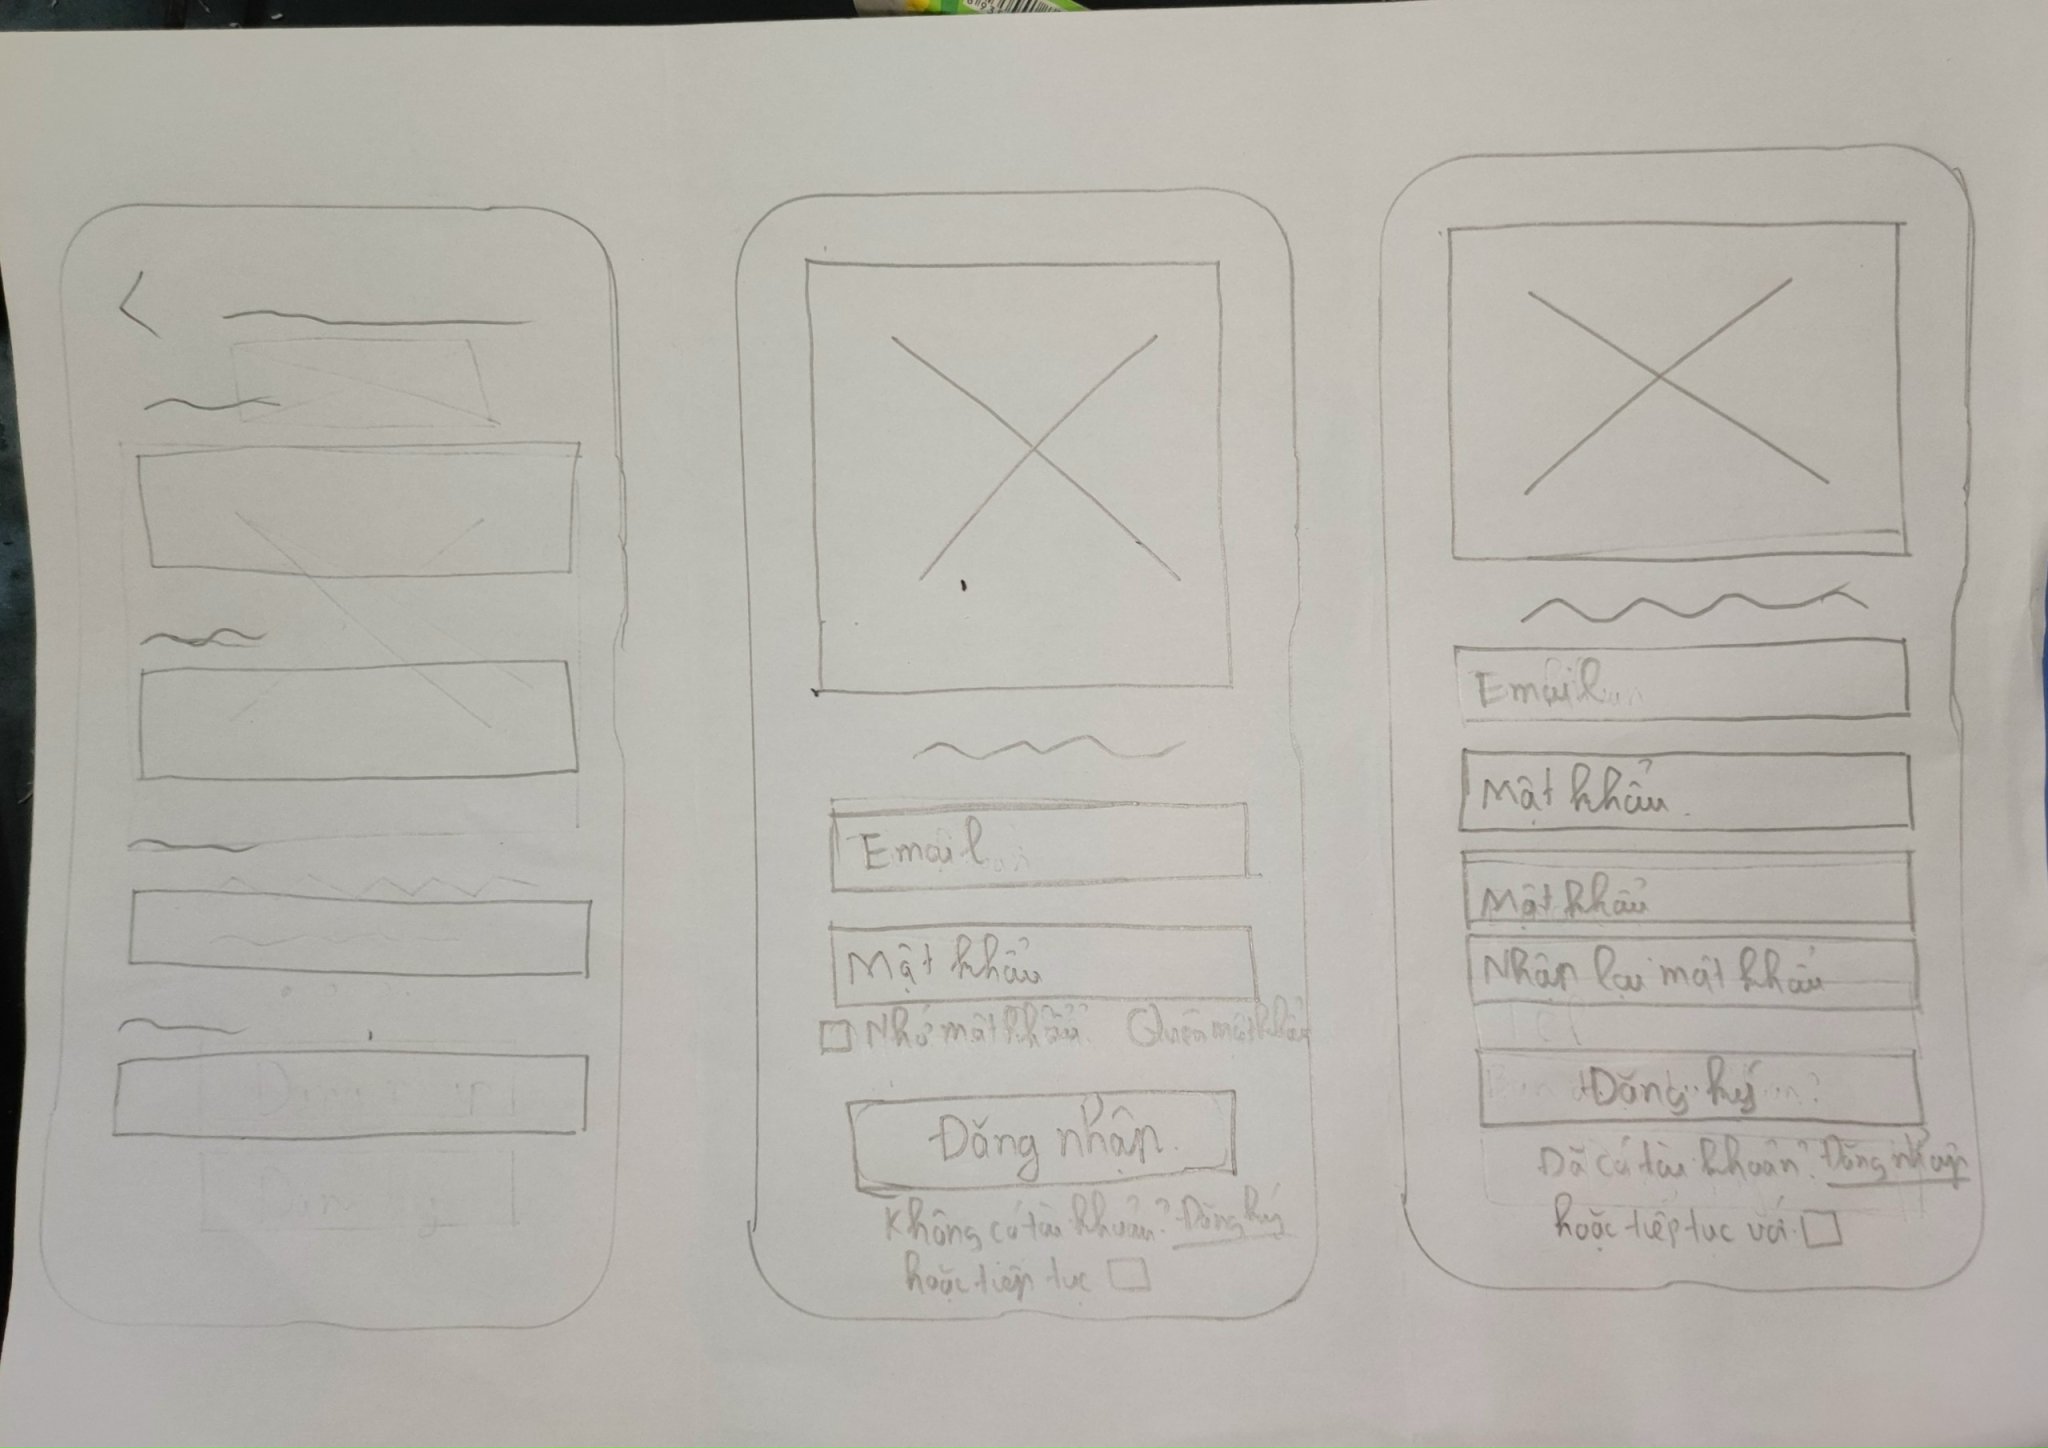 Email
Mật khẩu
Nhớ mật khẩu Quên mật khẩu
Đăng nhập
Không có tài khoản? Đăng ký
hoặc tiếp tục
Email
Mật khẩu
Mật khẩu
Nhập lại mật khẩu
Đăng ký
Đã có tài khoản? Đăng nhập
hoặc tiếp tục với